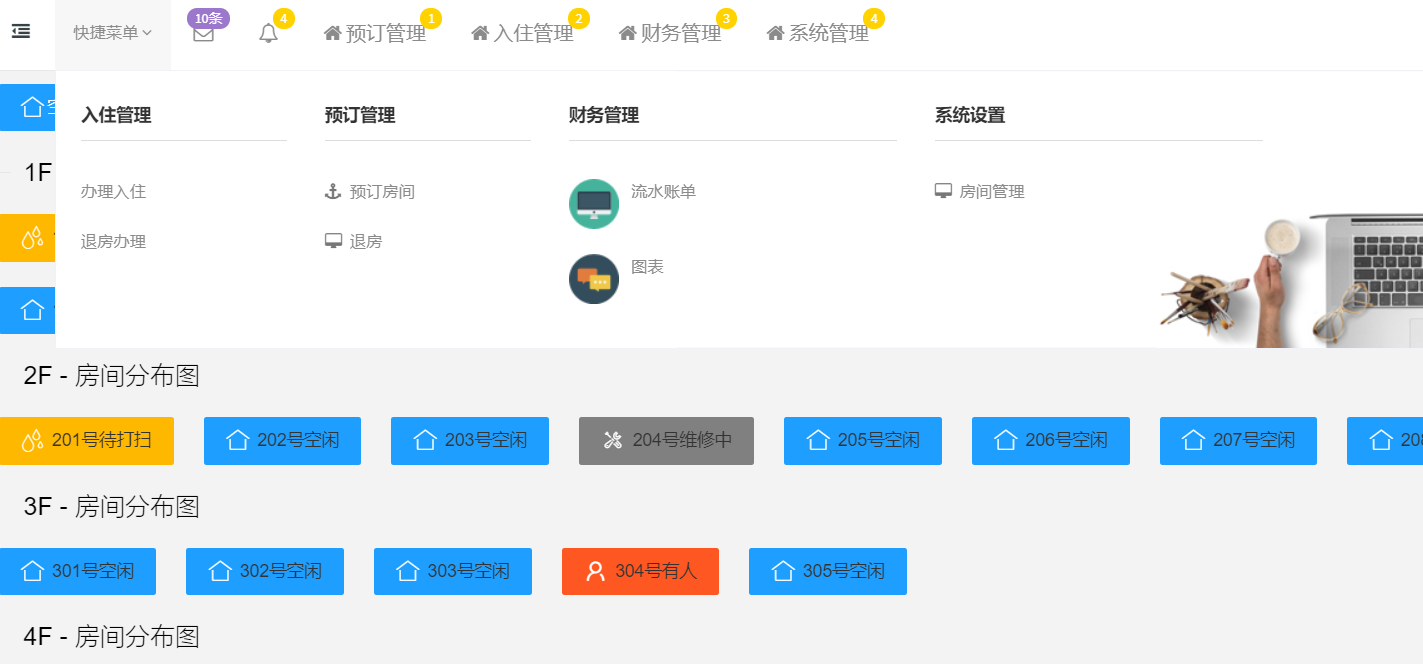 快捷菜单 10条 4 预订管理 1 入住管理 2 财务管理 3 系统管理 4
入住管理 预订管理 财务管理 系统设置
1F
办理入住 预订房间 流水账单 房间管理
退房办理 退房 图表
2F - 房间分布图
201号待打扫 202号空闲 203号空闲 204号维修中 205号空闲 206号空闲 207号空闲
3F - 房间分布图
301号空闲 302号空闲 303号空闲 304号有人 305号空闲
4F - 房间分布图